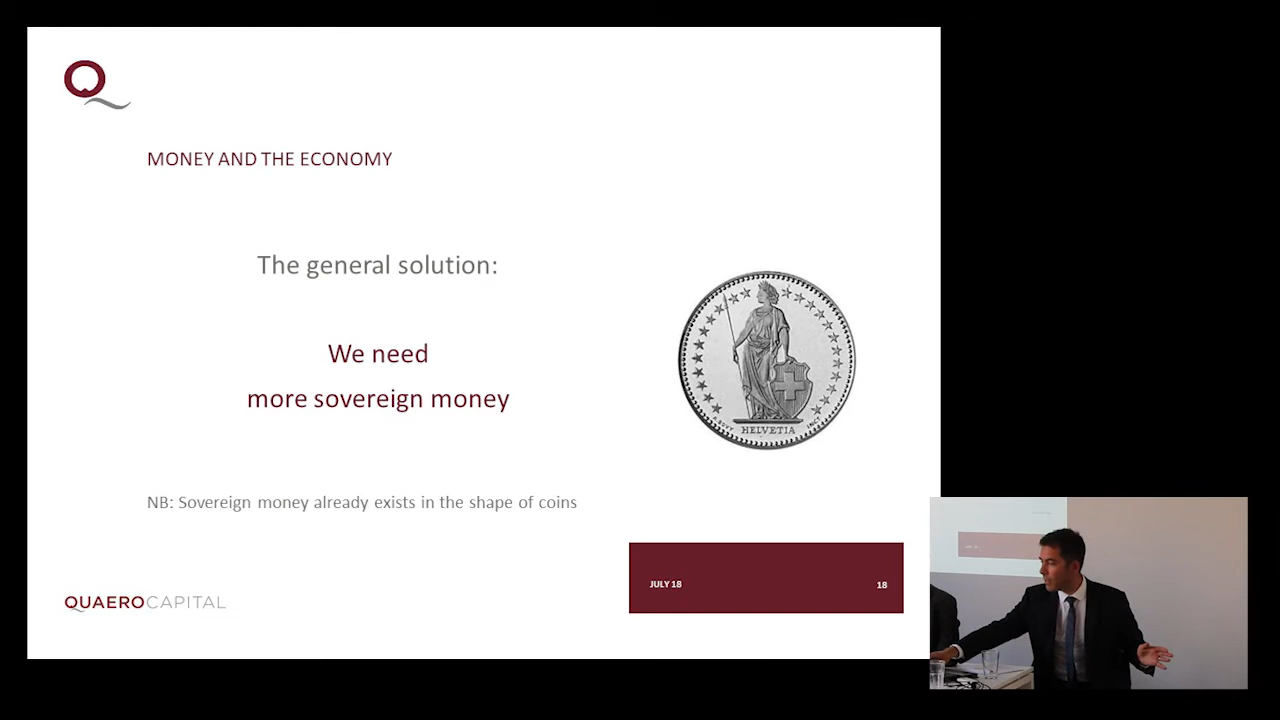 MONEY AND THE ECONOMY
The general solution:
We need
more sovereign money
HELVETIA
NB: Sovereign money already exists in the shape of coins
JULY 18
18
QUAEROCAPITAL